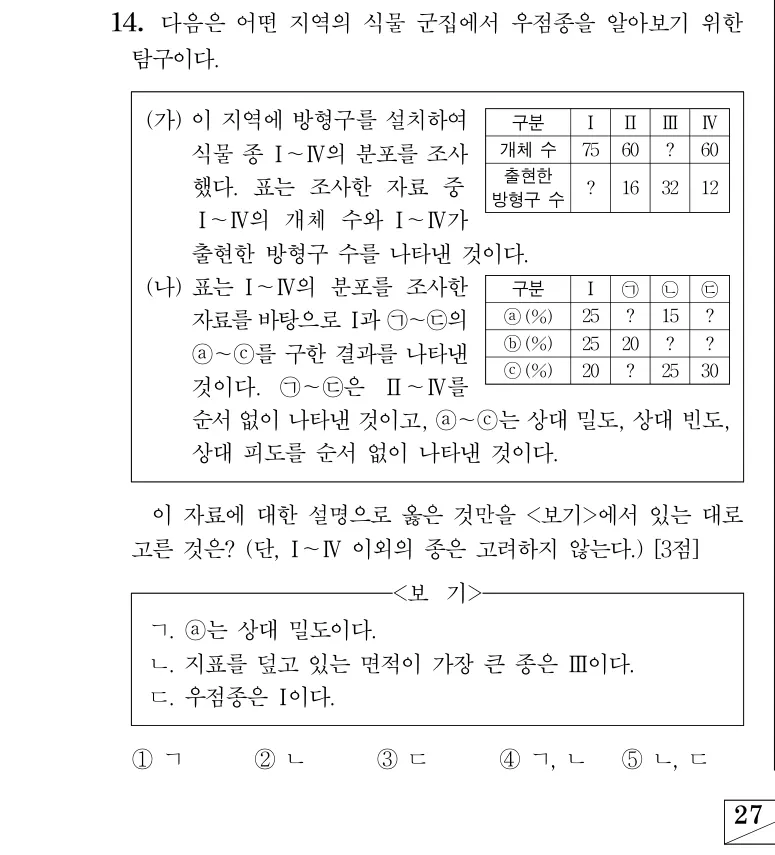 14. 다음은 어떤 지역의 식물 군집에서 우점종을 알아보기 위한
탐구이다.
(가) 이 지역에 방형구를 설치하여
식물 종 Ⅰ~Ⅳ의 분포를 조사
했다. 표는 조사한 자료 중
Ⅰ~Ⅳ의 개체 수와 Ⅰ~Ⅳ가
출현한 방형구 수를 나타낸 것이다.
구분 Ⅰ Ⅱ Ⅲ Ⅳ
개체 수 75 60 ? 60
출현한
방형구 수 ? 16 32 12
(나) 표는 Ⅰ~Ⅳ의 분포를 조사한
자료를 바탕으로 Ⅰ과 ㉠~㉢의
ⓐ~ⓒ를 구한 결과를 나타낸
것이다. ㉠~㉢은 Ⅱ~Ⅳ를
순서 없이 나타낸 것이고, ⓐ~ⓒ는 상대 밀도, 상대 빈도,
상대 피도를 순서 없이 나타낸 것이다.
구분 Ⅰ ㉠ ㉡ ㉢
ⓐ(%) 25 ? 15 ?
ⓑ(%) 25 20 ? ?
ⓒ(%) 20 ? 25 30
이 자료에 대한 설명으로 옳은 것만을 <보기>에서 있는 대로
고른 것은? (단, Ⅰ~Ⅳ 이외의 종은 고려하지 않는다.) [3점]
<보 기>
ㄱ. ⓐ는 상대 밀도이다.
ㄴ. 지표를 덮고 있는 면적이 가장 큰 종은 Ⅲ이다.
ㄷ. 우점종은 Ⅰ이다.
① ㄱ ② ㄴ ③ ㄷ ④ ㄱ, ㄴ ⑤ ㄴ, ㄷ
27